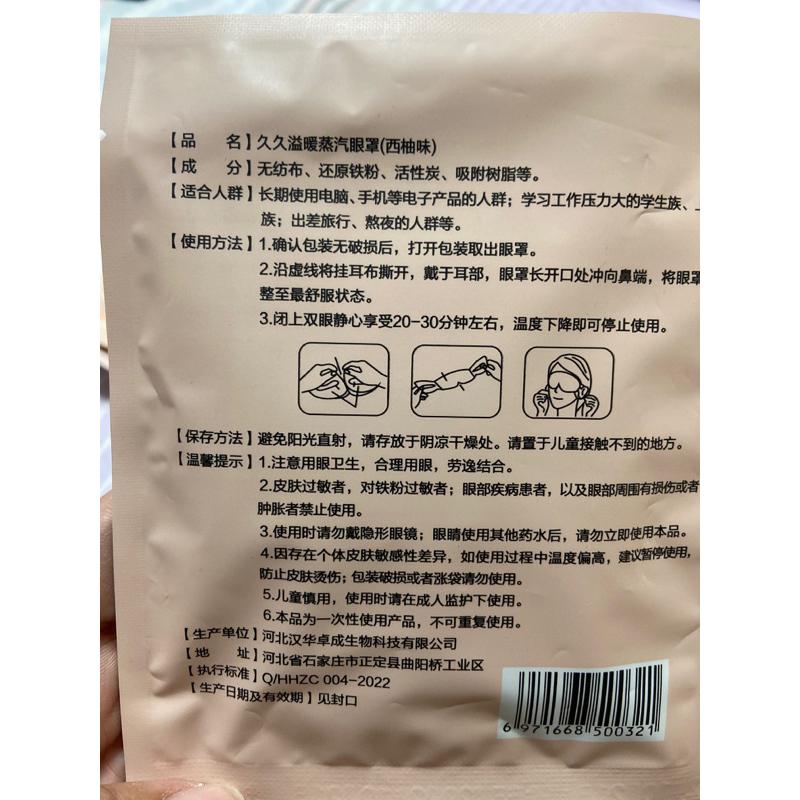 【品　　名】久久溢暖蒸汽眼罩(西柚味)
【成　　分】无纺布、还原铁粉、活性炭、吸附树脂等。
【适合人群】长期使用电脑、手机等电子产品的人群；学习工作压力大的学生族、
族；出差旅行、熬夜的人群等。
【使用方法】1.确认包装无破损后，打开包装取出眼罩。
2.沿虚线将挂耳布撕开，戴于耳部，眼罩长开口处冲向鼻端，将眼罩
整至最舒服状态。
3.闭上双眼静心享受20-30分钟左右，温度下降即可停止使用。
【保存方法】避免阳光直射，请存放于阴凉干燥处。请置于儿童接触不到的地方。
【温馨提示】1.注意用眼卫生，合理用眼，劳逸结合。
2.皮肤过敏者，对铁粉过敏者；眼部疾病患者，以及眼部周围有损伤或者
肿胀者禁止使用。
3.使用时请勿戴隐形眼镜；眼睛使用其他药水后，请勿立即使用本品。
4.因存在个体皮肤敏感性差异，如使用过程中温度偏高，建议暂停使用，
防止皮肤烫伤；包装破损或者涨袋请勿使用。
5.儿童慎用，使用时请在成人监护下使用。
6.本品为一次性使用产品，不可重复使用。
【生产单位】河北汉华卓成生物科技有限公司
【地　　址】河北省石家庄市正定县曲阳桥工业区
【执行标准】Q/HHZC 004-2022
【生产日期及有效期】见封口
6 971668 500321